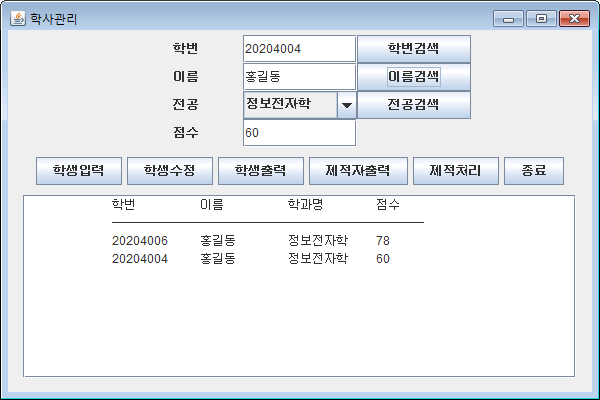 학사관리
학번 20204004 학번검색
이름 홍길동 이름검색
전공 정보전자학 전공검색
점수 60
학생입력 학생수정 학생출력 제적자출력 제적처리 종료
학번 이름 학과명 점수
20204006 홍길동 정보전자학 78
20204004 홍길동 정보전자학 60